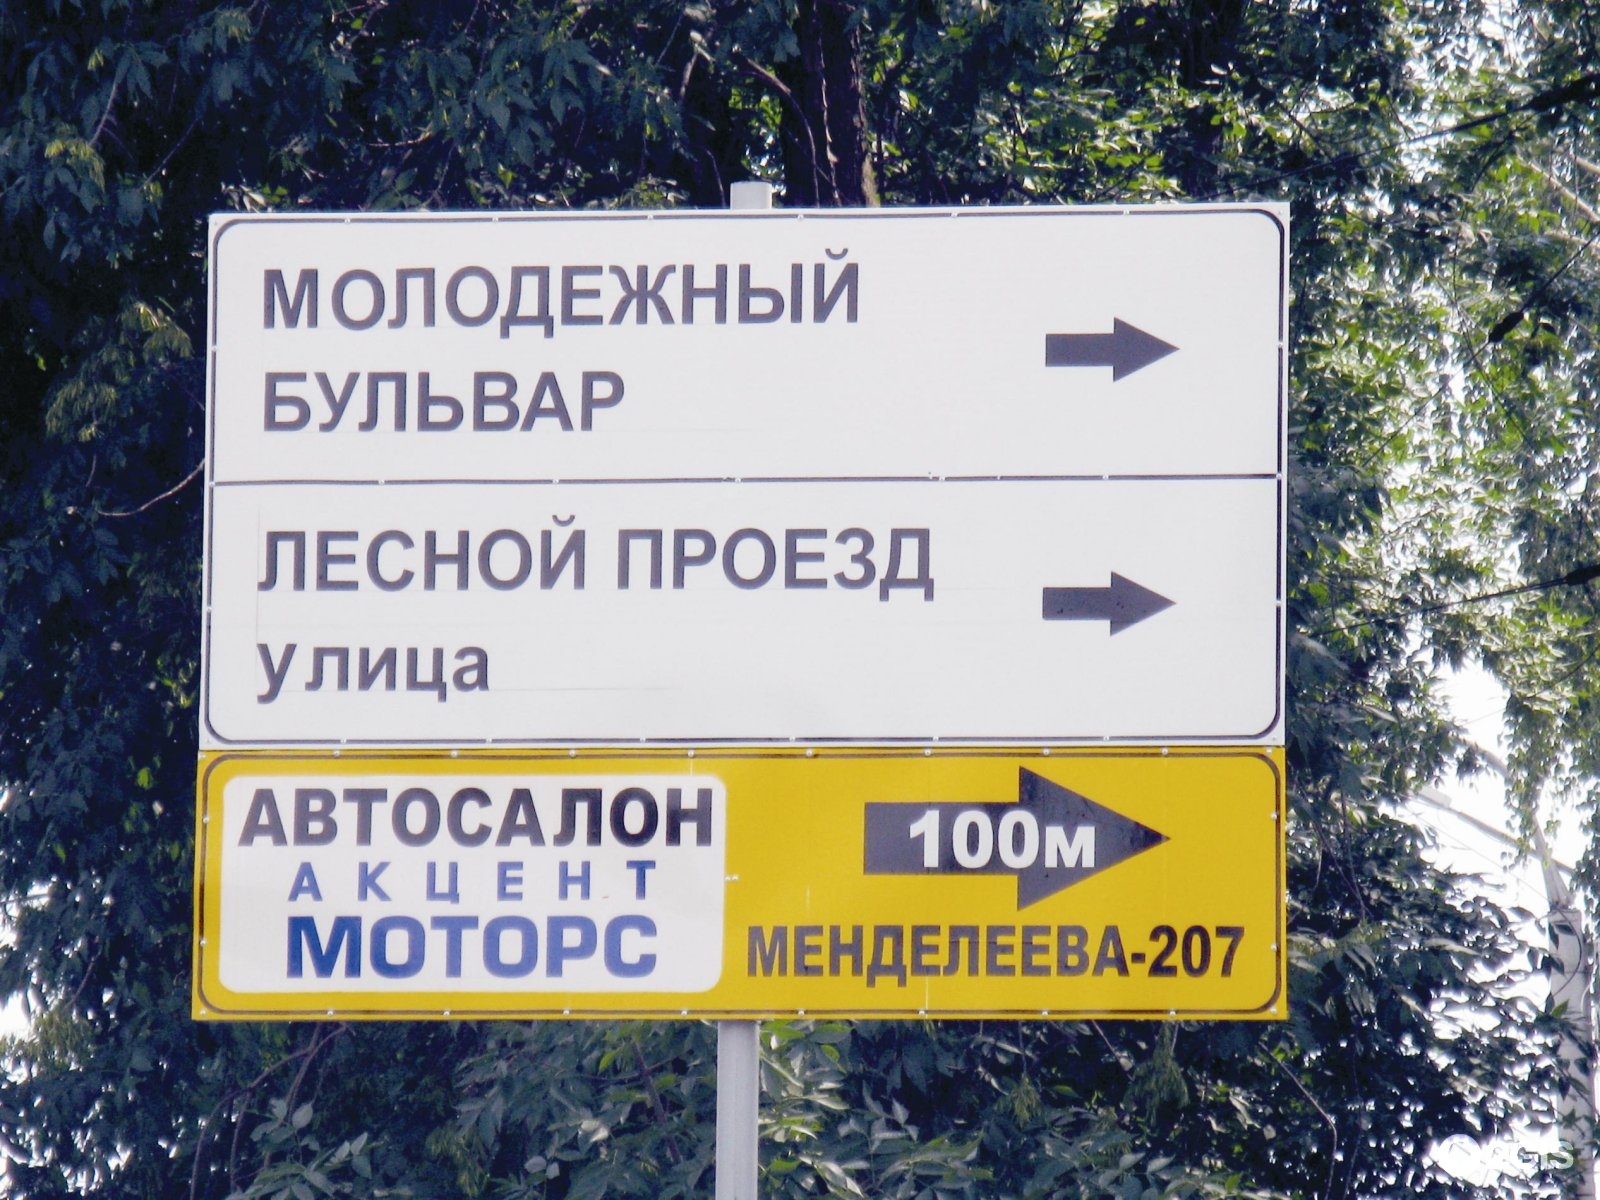 МОЛОДЕЖНЫЙ
БУЛЬВАР
ЛЕСНОЙ ПРОЕЗД
улица
АВТОСАЛОН
АКЦЕНТ
МОТОРС
100м
МЕНДЕЛЕЕВА-207